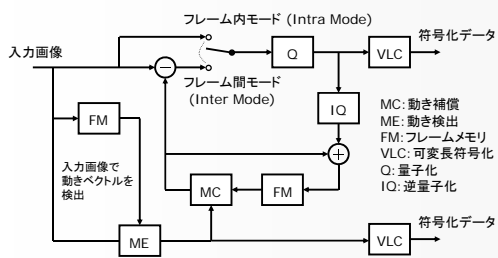 フレーム内モード (Intra Mode)
符号化データ
入力画像
Q
VLC
フレーム間モード
(Inter Mode)
FM
IQ
MC: 動き補償
ME: 動き検出
FM: フレームメモリ
VLC: 可変長符号化
Q: 量子化
IQ: 逆量子化
入力画像で
動きベクトルを
検出
MC
FM
ME
VLC
符号化データ